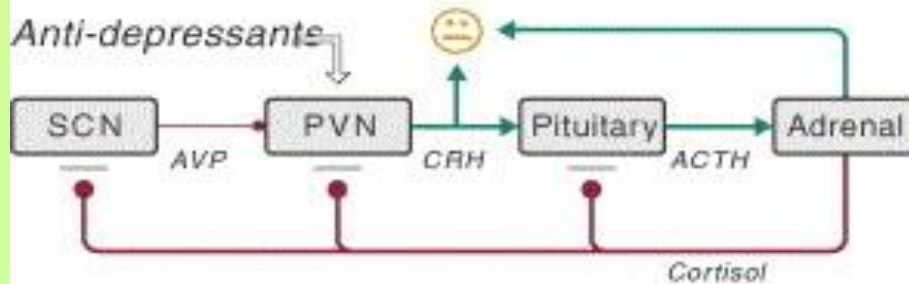 Anti-depressants
SCN
PVN
Pituitary
Adrenal
AVP
CRH
ACTH
Cortisol